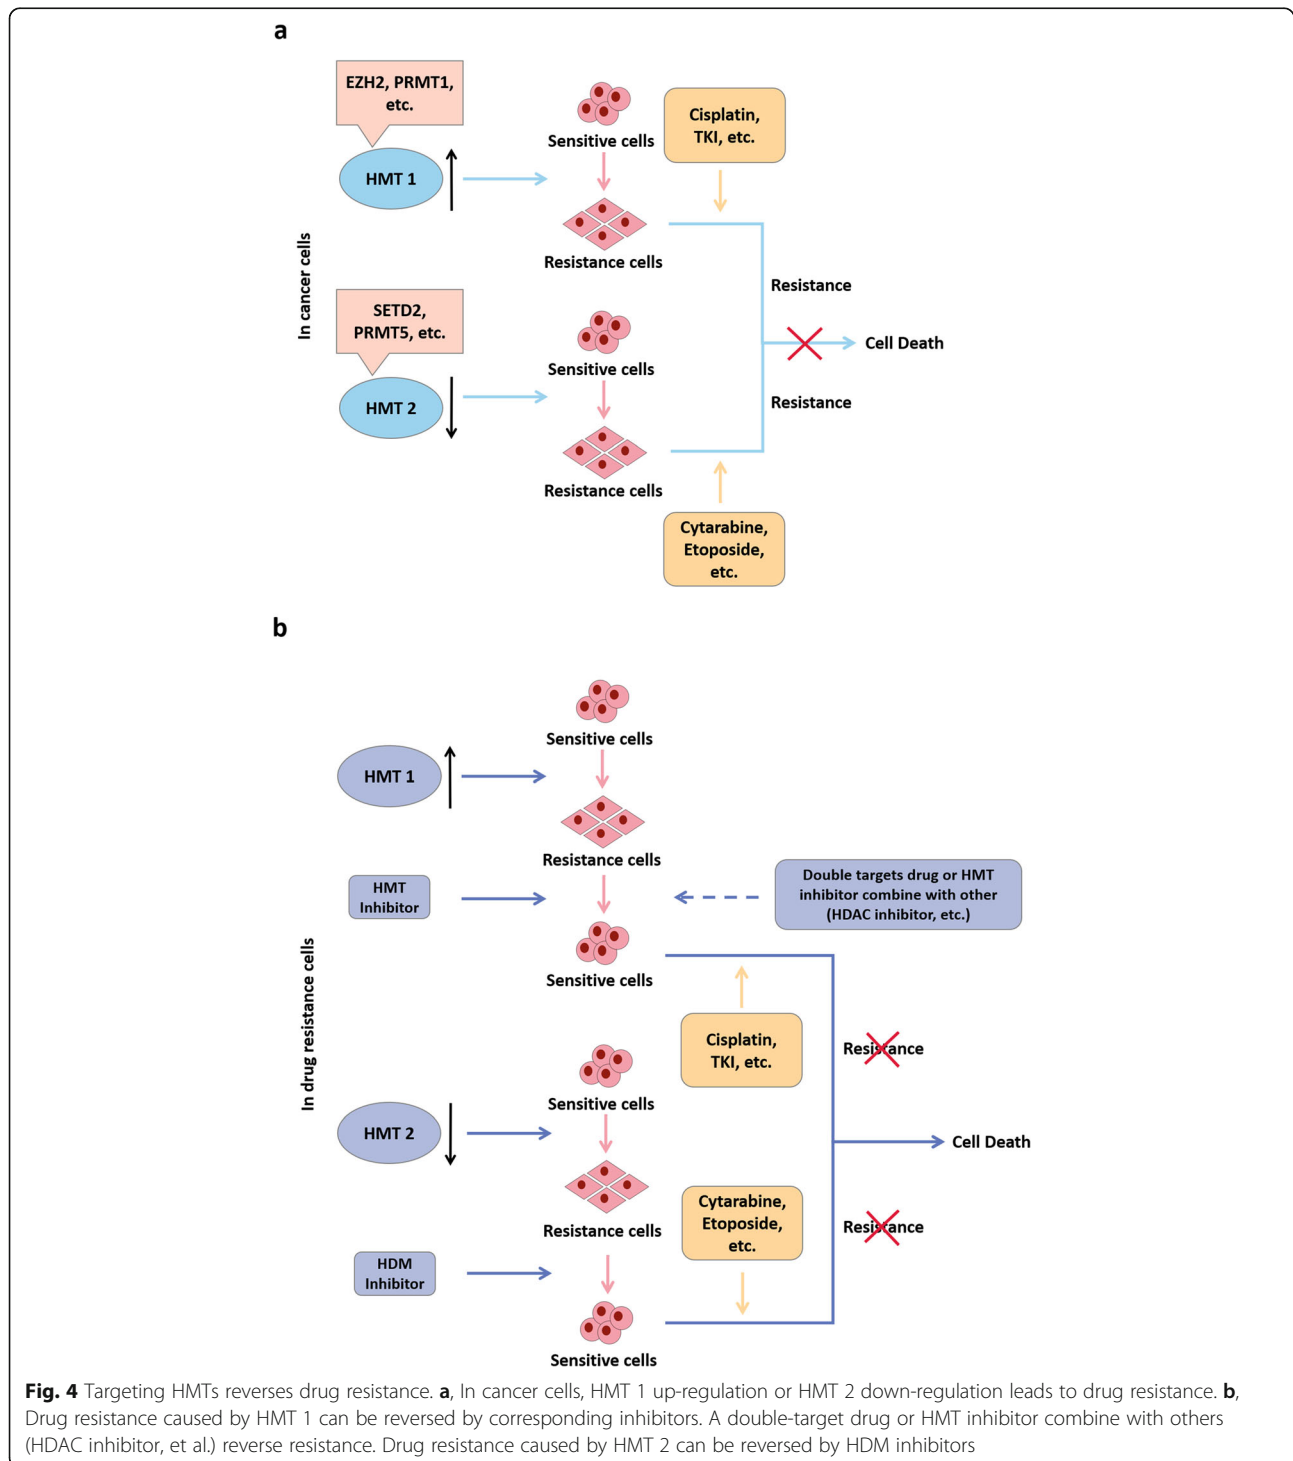 a
EZH2, PRMT1,
etc.
HMT 1
Sensitive cells
Resistance cells
Cisplatin,
TKI, etc.
In cancer cells
SETD2,
PRMT5, etc.
HMT 2
Sensitive cells
Resistance cells
Resistance
Cell Death
Resistance
Cytarabine,
Etoposide,
etc.
b
Sensitive cells
HMT 1
Resistance cells
HMT
Inhibitor
Double targets drug or HMT
inhibitor combine with other
(HDAC inhibitor, etc.)
Sensitive cells
In drug resistance cells
Cisplatin,
TKI, etc.
Resistance
Sensitive cells
HMT 2
Cell Death
Resistance cells
Cytarabine,
Etoposide,
etc.
Resistance
HDM
Inhibitor
Sensitive cells
Fig. 4 Targeting HMTs reverses drug resistance. a, In cancer cells, HMT 1 up-regulation or HMT 2 down-regulation leads to drug resistance. b,
Drug resistance caused by HMT 1 can be reversed by corresponding inhibitors. A double-target drug or HMT inhibitor combine with others
(HDAC inhibitor, et al.) reverse resistance. Drug resistance caused by HMT 2 can be reversed by HDM inhibitors